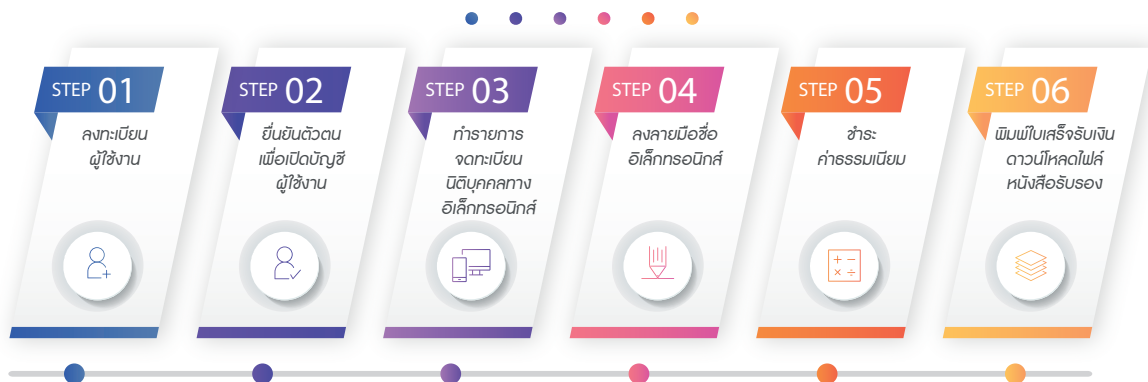 STEP 01
ลงทะเบียน
ผู้ใช้งาน
STEP 02
ยื่นยันตัวตน
เพื่อเปิดบัญชี
ผู้ใช้งาน
STEP 03
ทำรายการ
จดทะเบียน
นิติบุคคลทาง
อิเล็กทรอนิกส์
STEP 04
ลงลายมือชื่อ
อิเล็กทรอนิกส์
STEP 05
ชำระ
ค่าธรรมเนียม
STEP 06
พิมพ์ใบเสร็จรับเงิน
ดาวน์โหลดไฟล์
หนังสือรับรอง